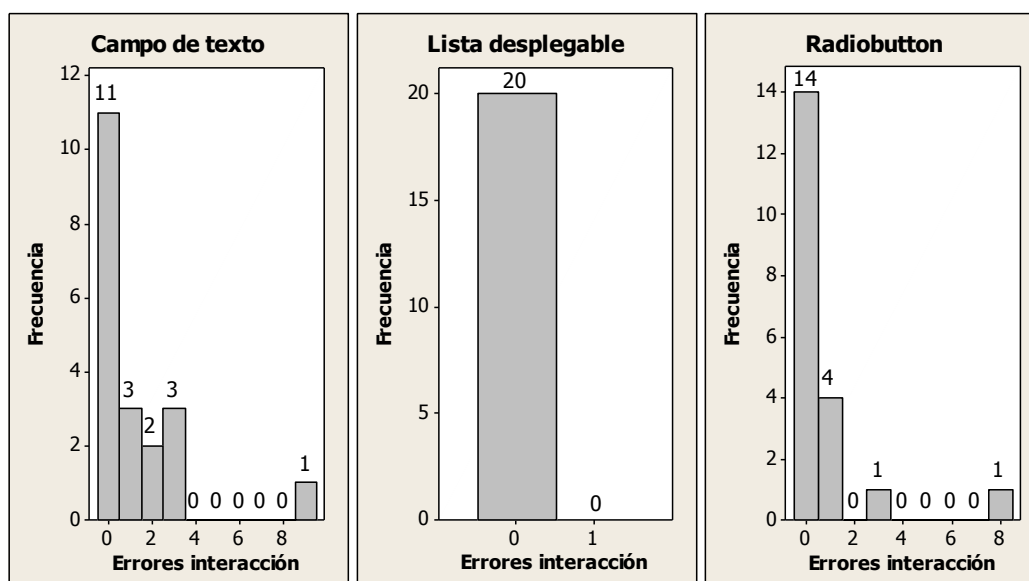 Campo de texto
12
10
8
6
4
2
0
11
3
2
3
0 0 0 0 0
1
0 2 4 6 8
Frecuencia
Errores interacción
Lista desplegable
20
15
10
5
0
20
0
0 1
Frecuencia
Errores interacción
Radiobutton
14
12
10
8
6
4
2
0
14
4
0
1
0 0 0 0
1
0 2 4 6 8
Frecuencia
Errores interacción